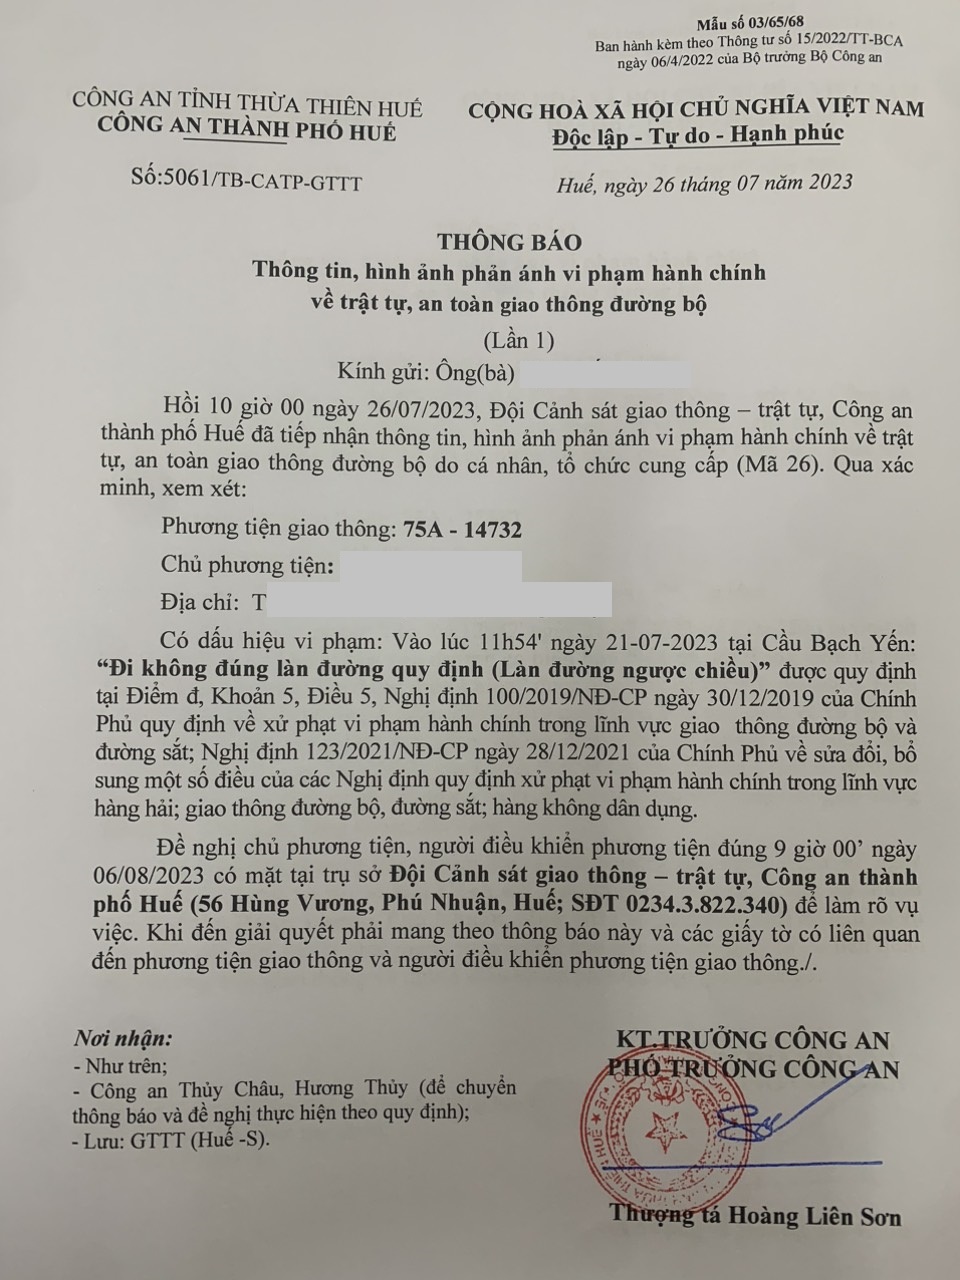 Mẫu số 03/65/68
Ban hành kèm theo Thông tư số 15/2022/TT-BCA
ngày 06/4/2022 của Bộ trưởng Bộ Công an
CÔNG AN TỈNH THỪA THIÊN HUẾ
CÔNG AN THÀNH PHỐ HUẾ
CỘNG HOÀ XÃ HỘI CHỦ NGHĨA VIỆT NAM
Độc lập - Tự do - Hạnh phúc
Số:5061/TB-CATP-GTTT
Huế, ngày 26 tháng 07 năm 2023
THÔNG BÁO
Thông tin, hình ảnh phản ánh vi phạm hành chính
về trật tự, an toàn giao thông đường bộ
(Lần 1)
Kính gửi: Ông(bà)
Hồi 10 giờ 00 ngày 26/07/2023, Đội Cảnh sát giao thông – trật tự, Công an
thành phố Huế đã tiếp nhận thông tin, hình ảnh phản ánh vi phạm hành chính về trật
tự, an toàn giao thông đường bộ do cá nhân, tổ chức cung cấp (Mã 26). Qua xác
minh, xem xét:
Phương tiện giao thông: 75A - 14732
Chủ phương tiện:
Địa chỉ: T
Có dấu hiệu vi phạm: Vào lúc 11h54' ngày 21-07-2023 tại Cầu Bạch Yến:
“Đi không đúng làn đường quy định (Làn đường ngược chiều)” được quy định
tại Điểm đ, Khoản 5, Điều 5, Nghị định 100/2019/NĐ-CP ngày 30/12/2019 của Chính
Phủ quy định về xử phạt vi phạm hành chính trong lĩnh vực giao thông đường bộ và
đường sắt; Nghị định 123/2021/NĐ-CP ngày 28/12/2021 của Chính Phủ về sửa đổi, bổ
sung một số điều của các Nghị định quy định xử phạt vi phạm hành chính trong lĩnh vực
hàng hải; giao thông đường bộ, đường sắt; hàng không dân dụng.
Đề nghị chủ phương tiện, người điều khiển phương tiện đúng 9 giờ 00’ ngày
06/08/2023 có mặt tại trụ sở Đội Cảnh sát giao thông – trật tự, Công an thành
phố Huế (56 Hùng Vương, Phú Nhuận, Huế; SĐT 0234.3.822.340) để làm rõ vụ
việc. Khi đến giải quyết phải mang theo thông báo này và các giấy tờ có liên quan
đến phương tiện giao thông và người điều khiển phương tiện giao thông./.
Nơi nhận:
- Như trên;
- Công an Thủy Châu, Hương Thủy (để chuyển
thông báo và đề nghị thực hiện theo quy định);
- Lưu: GTTT (Huế -S).
KT.TRƯỞNG CÔNG AN
PHÓ TRƯỞNG CÔNG AN
Thượng tá Hoàng Liên Sơn